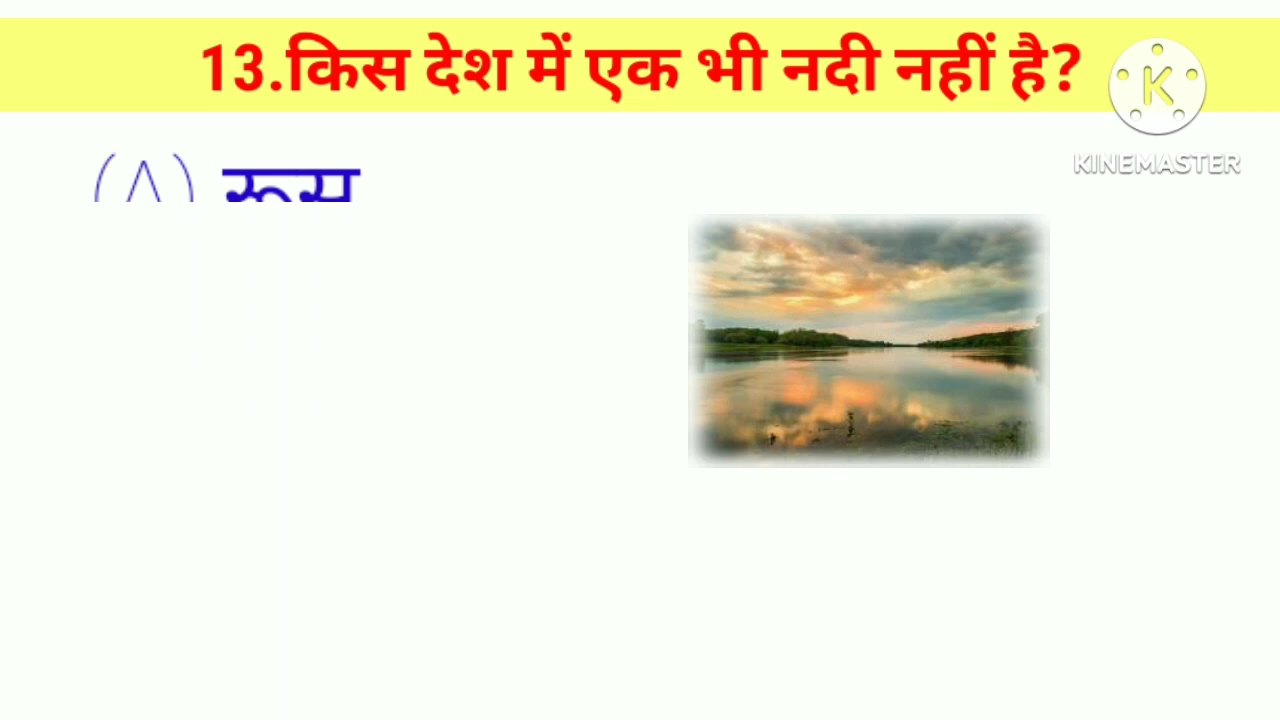 13.किस देश में एक भी नदी नहीं है?
K
KINEMASTER
(A) रूस